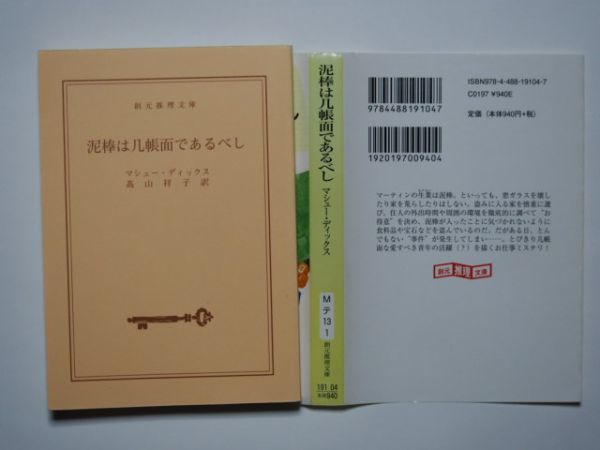 創元推理文庫
泥棒は几帳面であるべし
マシュー・ディックス
高山祥子訳
泥棒は几帳面であるべし マシュー・ディックス
M
テ
13
1
創元推理文庫
191 04
本体940
9784488191047
1920197009404
ISBN978-4-488-19104-7
C0197 ¥940E
定価（本体940円+税）
マーティンの生業は泥棒。といっても、窓ガラスを壊し
たり家を荒らしたりはしない。盗みに入る家を慎重に選
び、住人の外出時間や周囲の環境を徹底的に調べて“お
得意”を決め、泥棒が入ったことに気づかれないように
食料品や宝石などを盗んでいるのだ。だがある日、とん
でもない“事件”が発生してしまい……。とびきり几帳
面な愛すべき青年の活躍（？）を描くお仕事ミステリ！
創元 推理 文庫